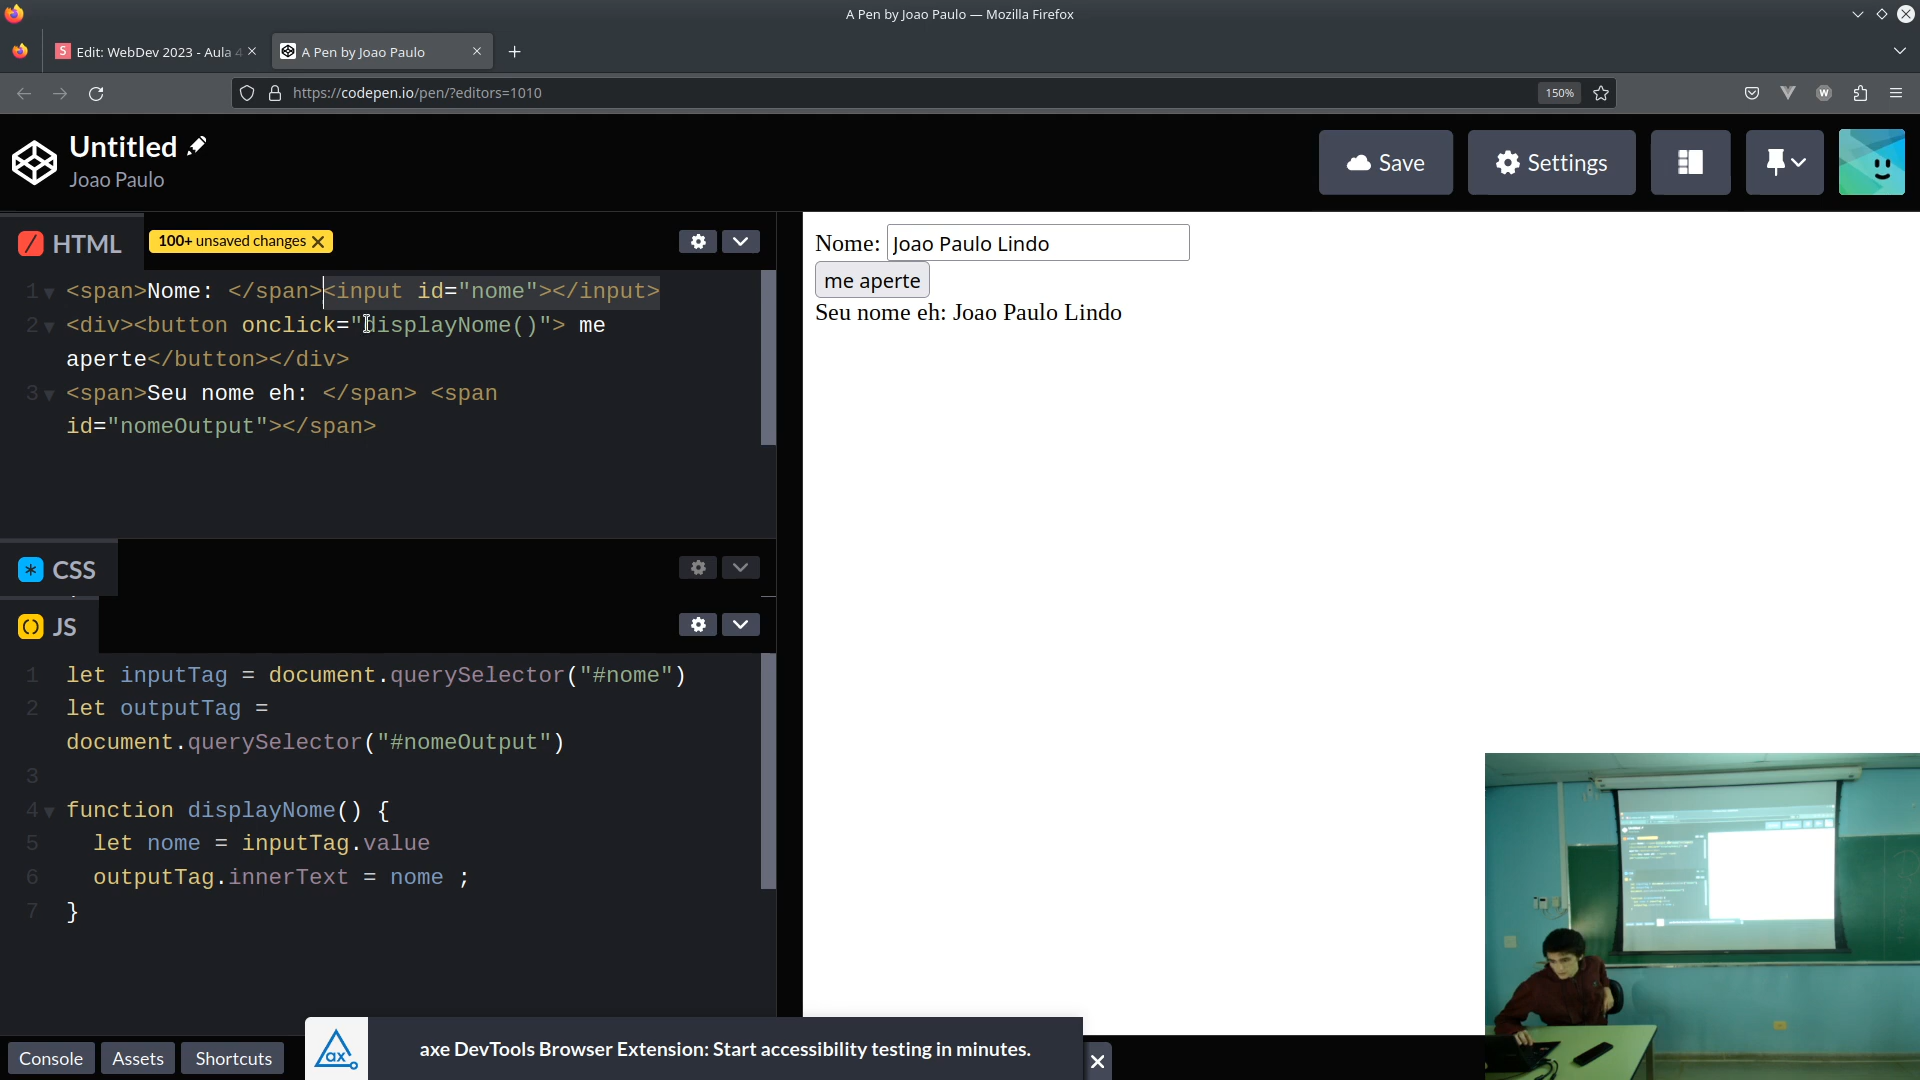 A Pen by Joao Paulo — Mozilla Firefox
Edit: WebDev 2023 - Aula 4
A Pen by Joao Paulo
https://codepen.io/pen/?editors=1010
150%
Untitled
Joao Paulo
Save
Settings
HTML
100+ unsaved changes
1 <span>Nome: </span><input id="nome"></input>
2 <div><button onclick="displayNome()"> me
aperte</button></div>
3 <span>Seu nome eh: </span> <span
id="nomeOutput"></span>
CSS
JS
1 let inputTag = document.querySelector("#nome")
2 let outputTag =
document.querySelector("#nomeOutput")
3
4 function displayNome() {
5 let nome = inputTag.value
6 outputTag.innerText = nome ;
7 }
Nome: Joao Paulo Lindo
me aperte
Seu nome eh: Joao Paulo Lindo
Console
Assets
Shortcuts
ax
axe DevTools Browser Extension: Start accessibility testing in minutes.